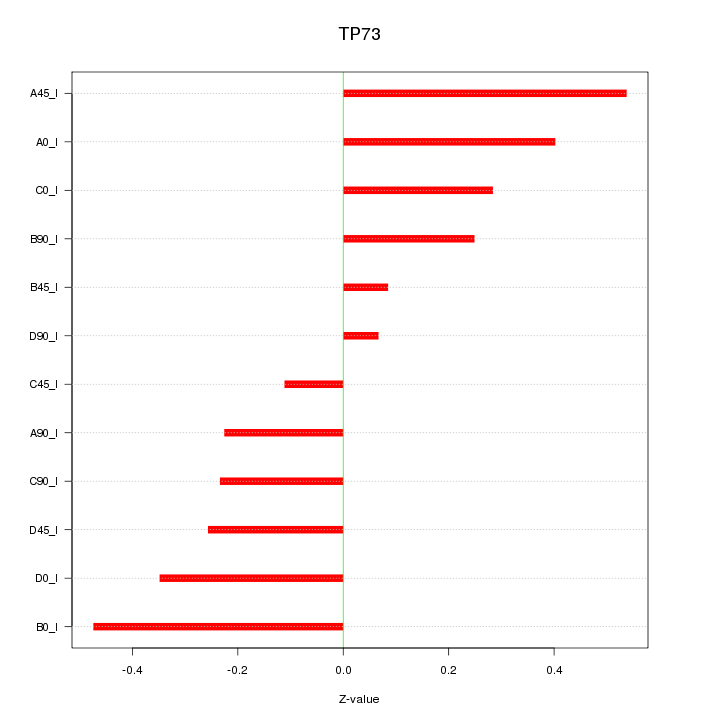 TP73
A45_I
A0_I
C0_I
B90_I
B45_I
D90_I
C45_I
A90_I
C90_I
D45_I
D0_I
B0_I
-0.4 -0.2 0.0 0.2 0.4
Z-value